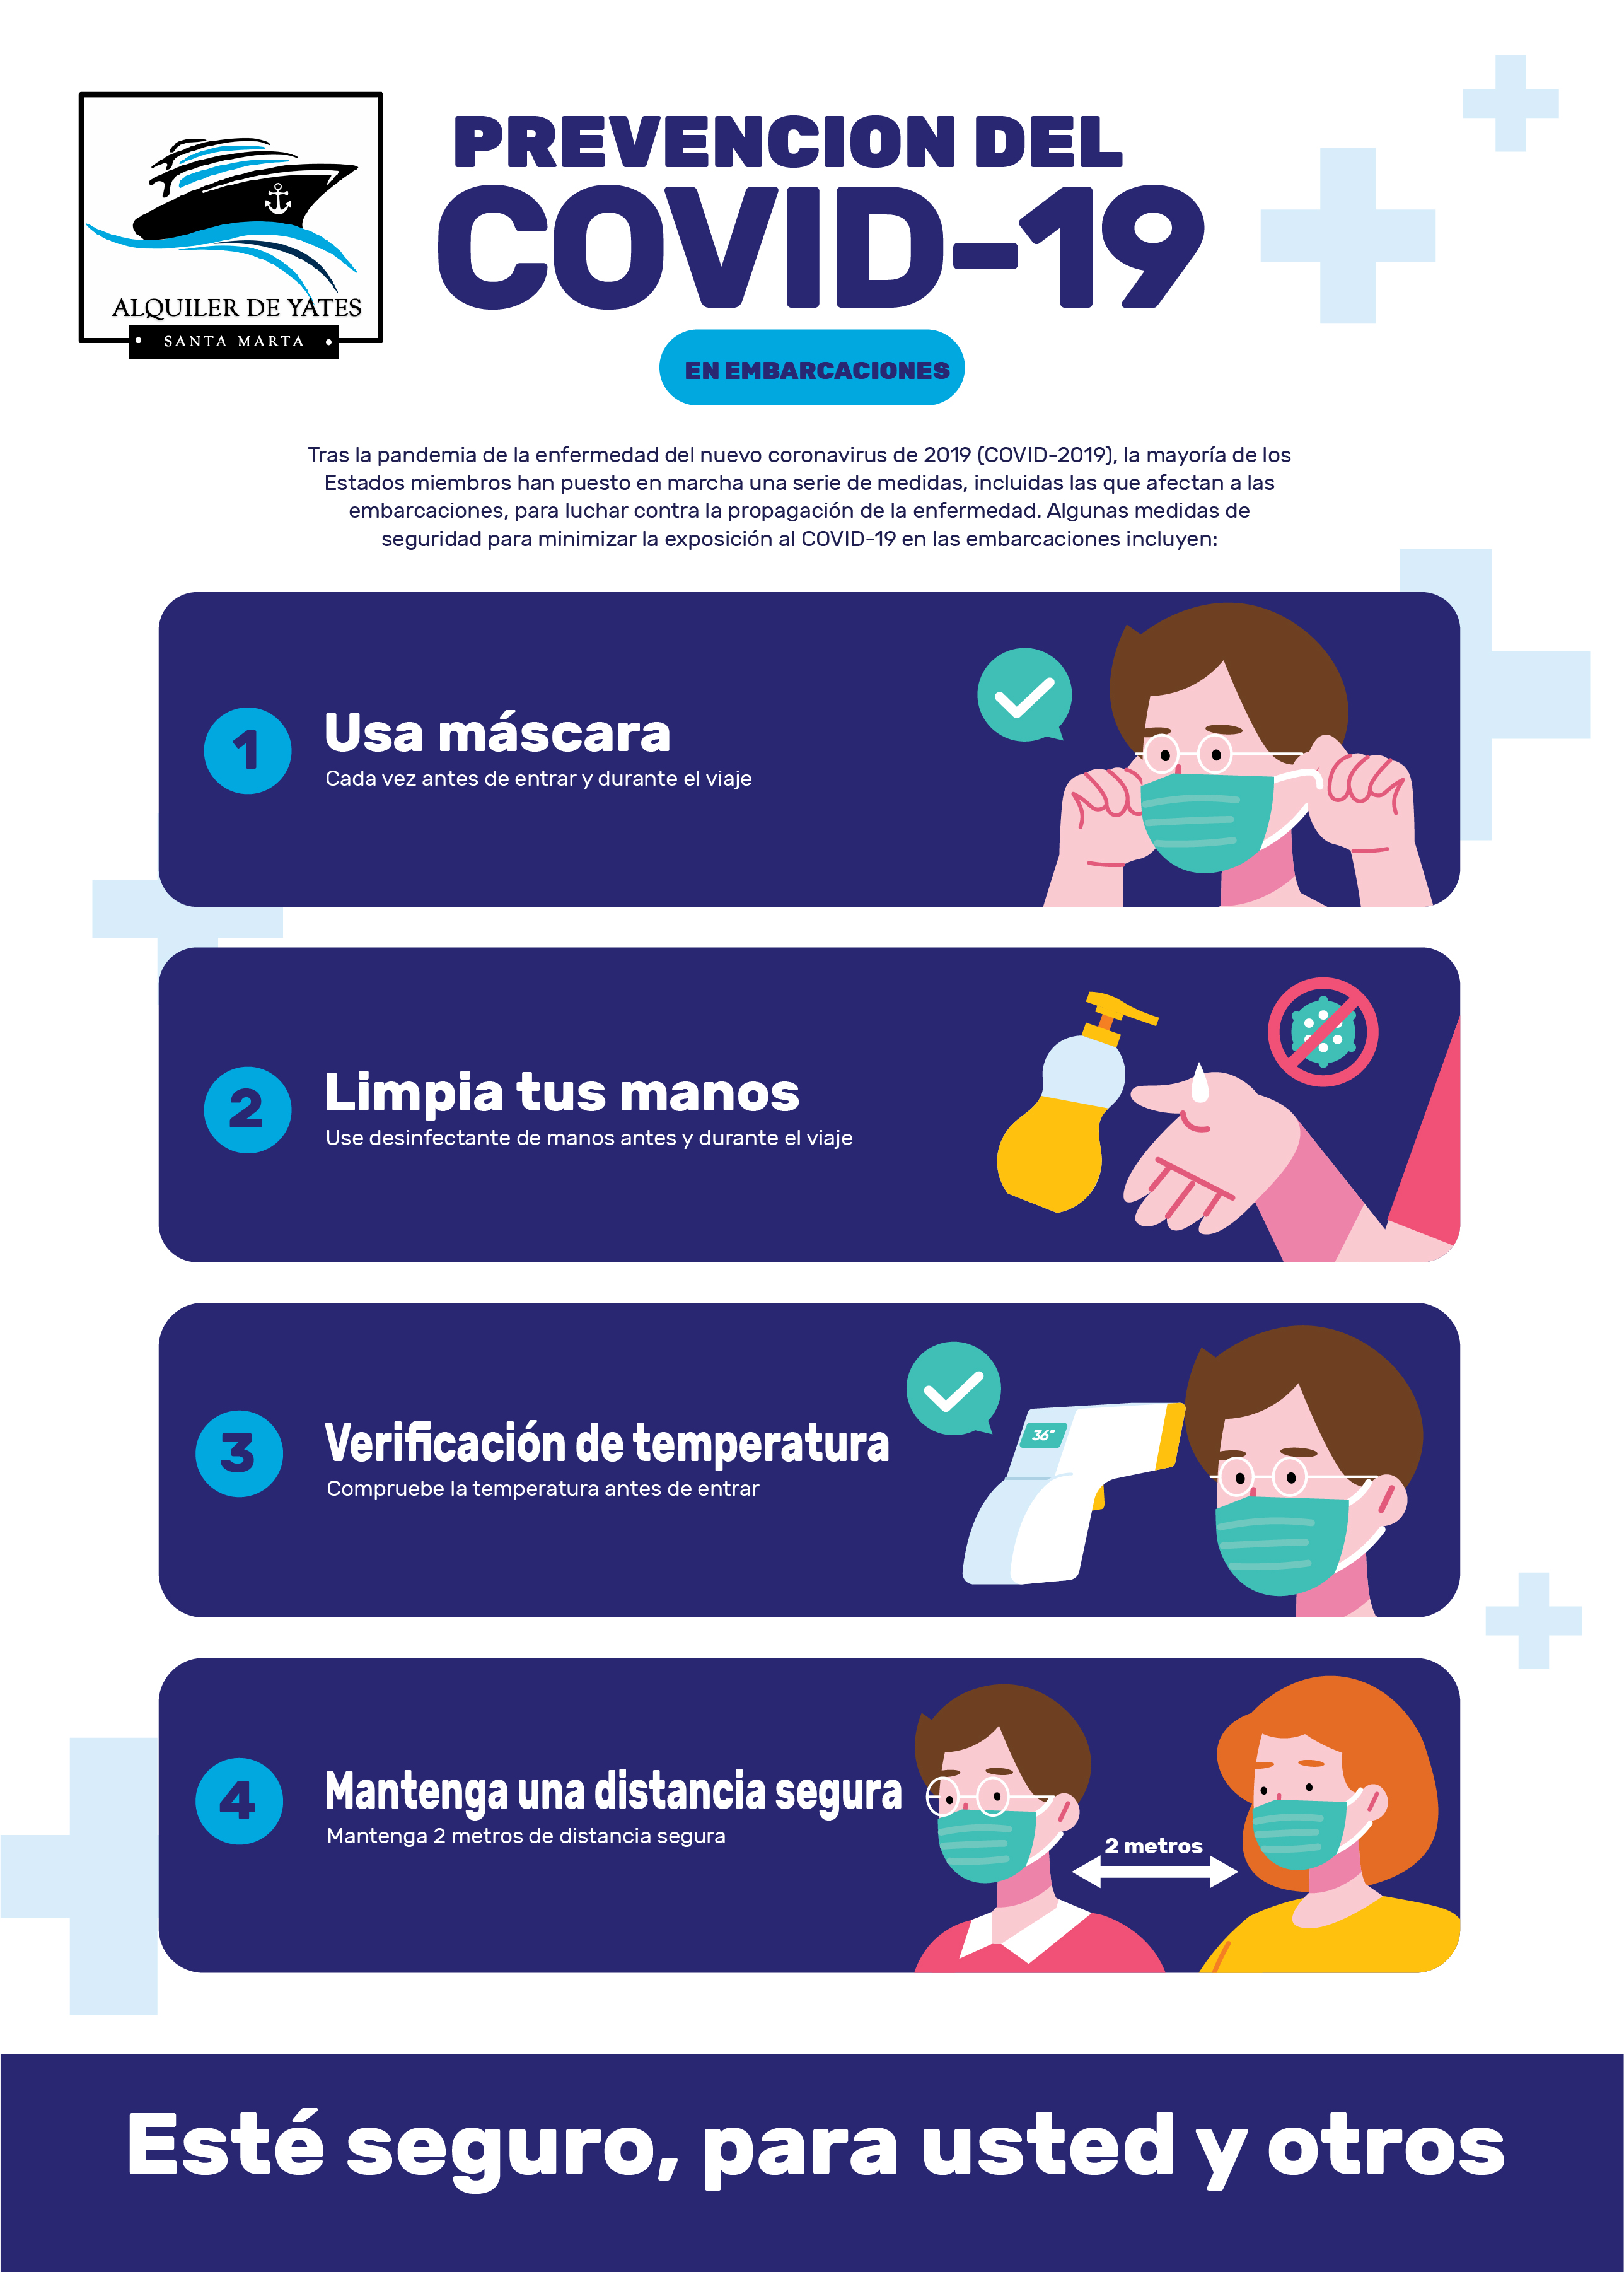 ALQUILER DE YATES
SANTA MARTA
PREVENCION DEL
COVID-19
EN EMBARCACIONES
Tras la pandemia de la enfermedad del nuevo coronavirus de 2019 (COVID-2019), la mayoría de los
Estados miembros han puesto en marcha una serie de medidas, incluidas las que afectan a las
embarcaciones, para luchar contra la propagación de la enfermedad. Algunas medidas de
seguridad para minimizar la exposición al COVID-19 en las embarcaciones incluyen:
1
Usa máscara
Cada vez antes de entrar y durante el viaje
2
Limpia tus manos
Use desinfectante de manos antes y durante el viaje
3
Verificación de temperatura
Compruebe la temperatura antes de entrar
36°
4
Mantenga una distancia segura
Mantenga 2 metros de distancia segura
2 metros
Esté seguro, para usted y otros